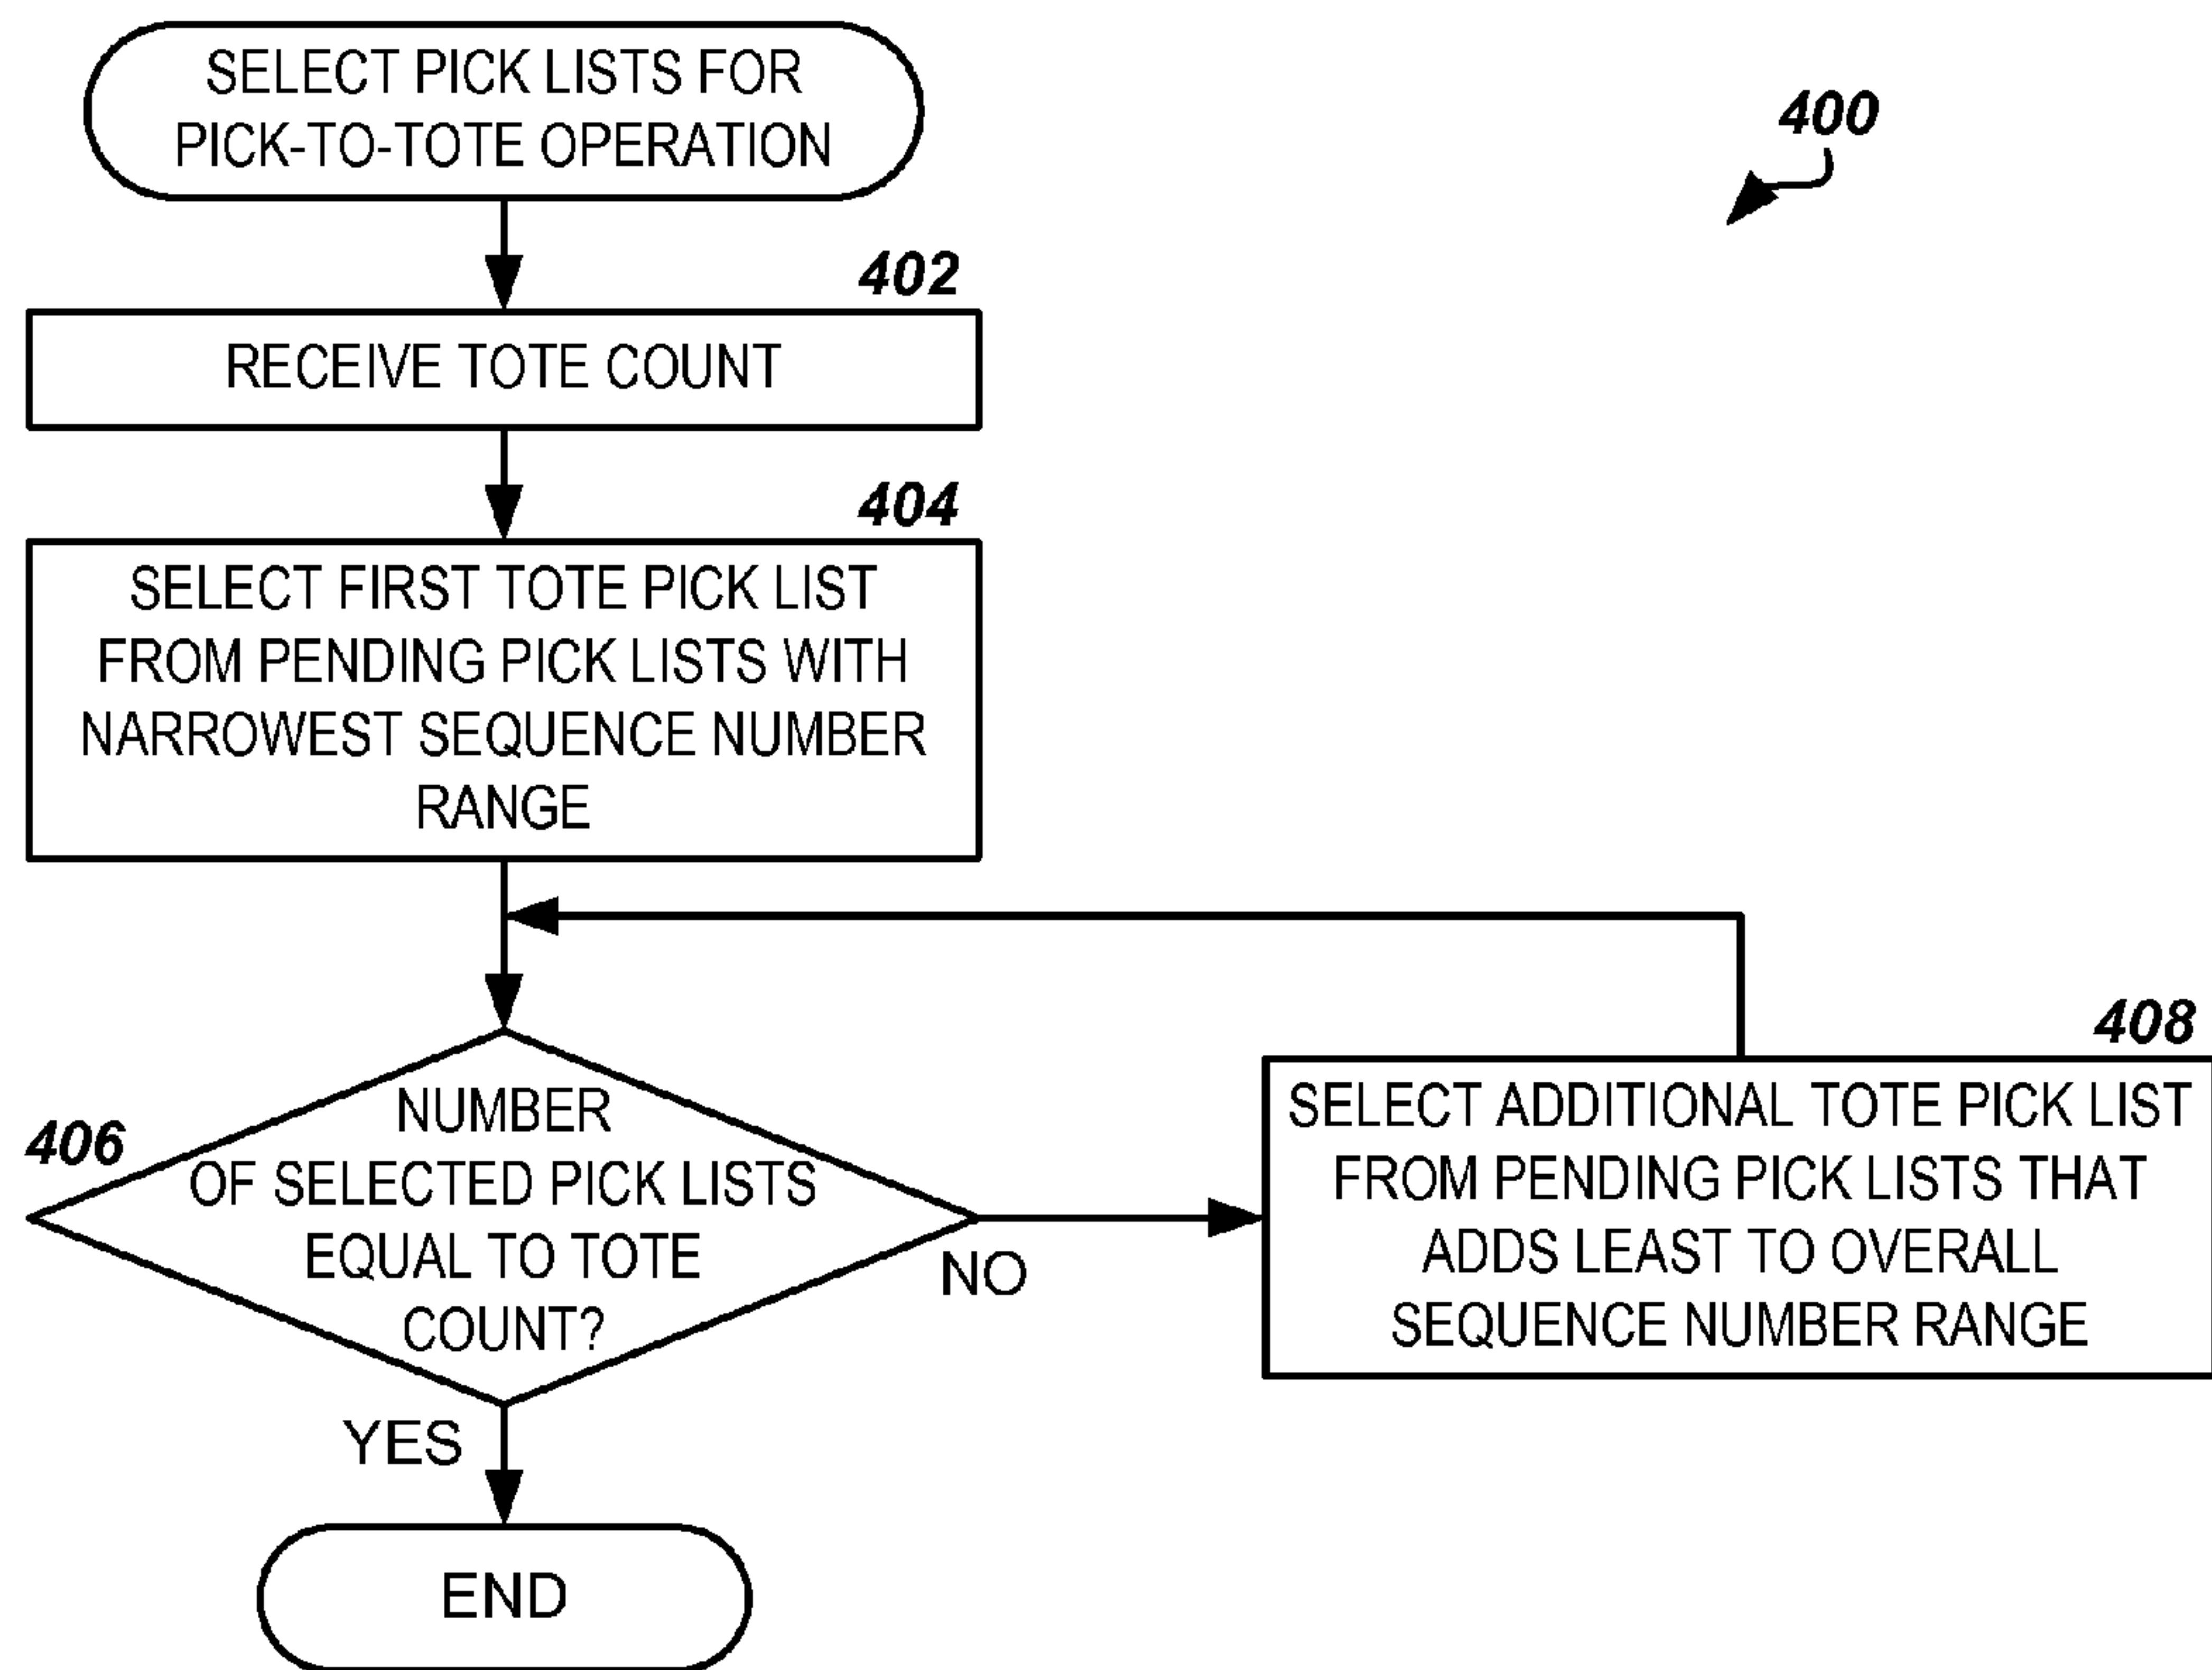 SELECT PICK LISTS FOR
PICK-TO-TOTE OPERATION
400
402
RECEIVE TOTE COUNT
404
SELECT FIRST TOTE PICK LIST
FROM PENDING PICK LISTS WITH
NARROWEST SEQUENCE NUMBER
RANGE
406
NUMBER
OF SELECTED PICK LISTS
EQUAL TO TOTE
COUNT?
NO
408
SELECT ADDITIONAL TOTE PICK LIST
FROM PENDING PICK LISTS THAT
ADDS LEAST TO OVERALL
SEQUENCE NUMBER RANGE
YES
END